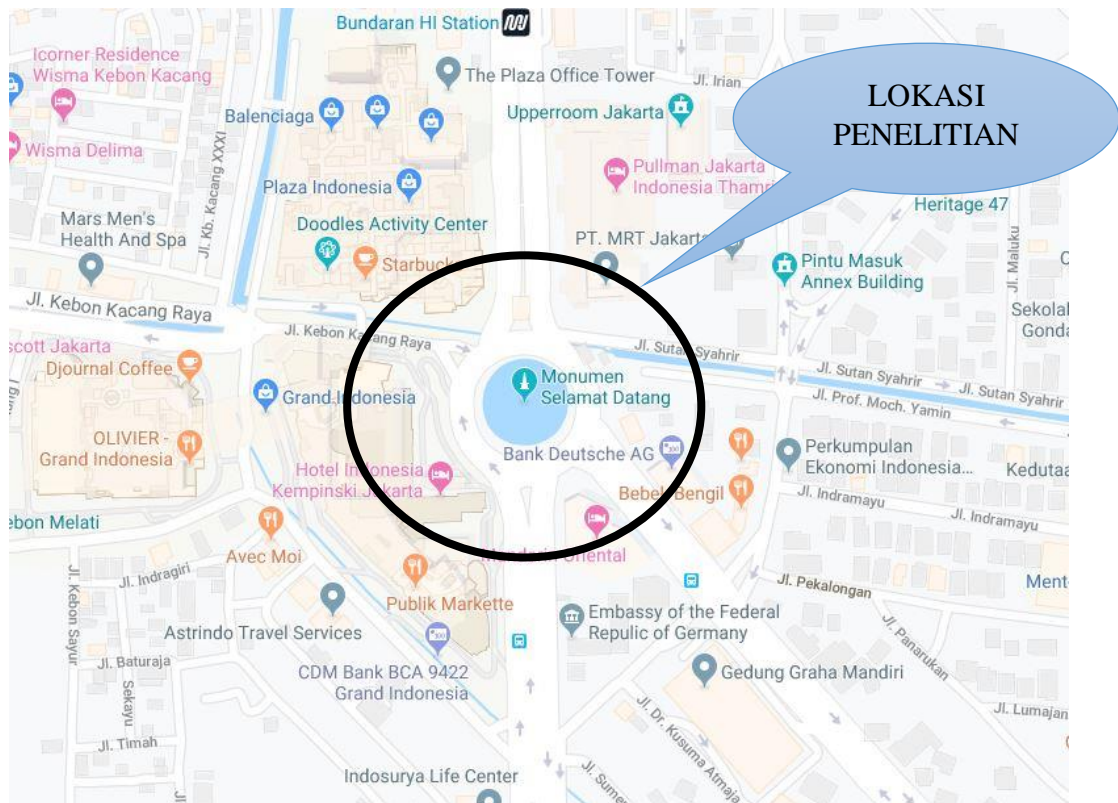 Bundaran HI Station
Icorner Residence
Wisma Kebon Kacang
The Plaza Office Tower
Jl. Irian
LOKASI
PENELITIAN
Balenciaga
Upperroom Jakarta
Wisma Delima
Jl. Kb. Kacang XXXI
Plaza Indonesia
Pullman Jakarta
Indonesia Thamri
Heritage 47
Mars Men's
Health And Spa
Doodles Activity Center
PT. MRT Jakarta
Starbucks
Pintu Masuk
Annex Building
Jl. Maluku
Jl. Kebon Kacang Raya
Sekolah
Gonda
Jl. Kebon Kacang Raya
Jl. Sutan Syahrir
scott Jakarta
Djournal Coffee
Monumen
Selamat Datang
Jl. Sutan Syahrir
Jl. Sutan Syahrir
Grand Indonesia
Jl. Prof. Moch. Yamin
OLIVIER -
Grand Indonesia
Bank Deutsche AG
Perkumpulan
Ekonomi Indonesia...
Keduta
Hotel Indonesia
Kempinski Jakarta
Bebek Bengil
Jl. Indramayu
Jl. Indramayu
ebon Melati
Avec Moi
Mandarin Oriental
Jl. Indragiri
Jl. Kebon Sayur
Jl. Pekalongan
Ment
Publik Markette
Embassy of the Federal
Repulic of Germany
Jl. Panarukan
Astrindo Travel Services
Jl. Baturaja
CDM Bank BCA 9422
Grand Indonesia
Gedung Graha Mandiri
Sekayu
Jl. Lumajan
Jl. Timah
Jl. Dr. Kusuma Atmaja
Indosurya Life Center
Jl. Sume
Jl